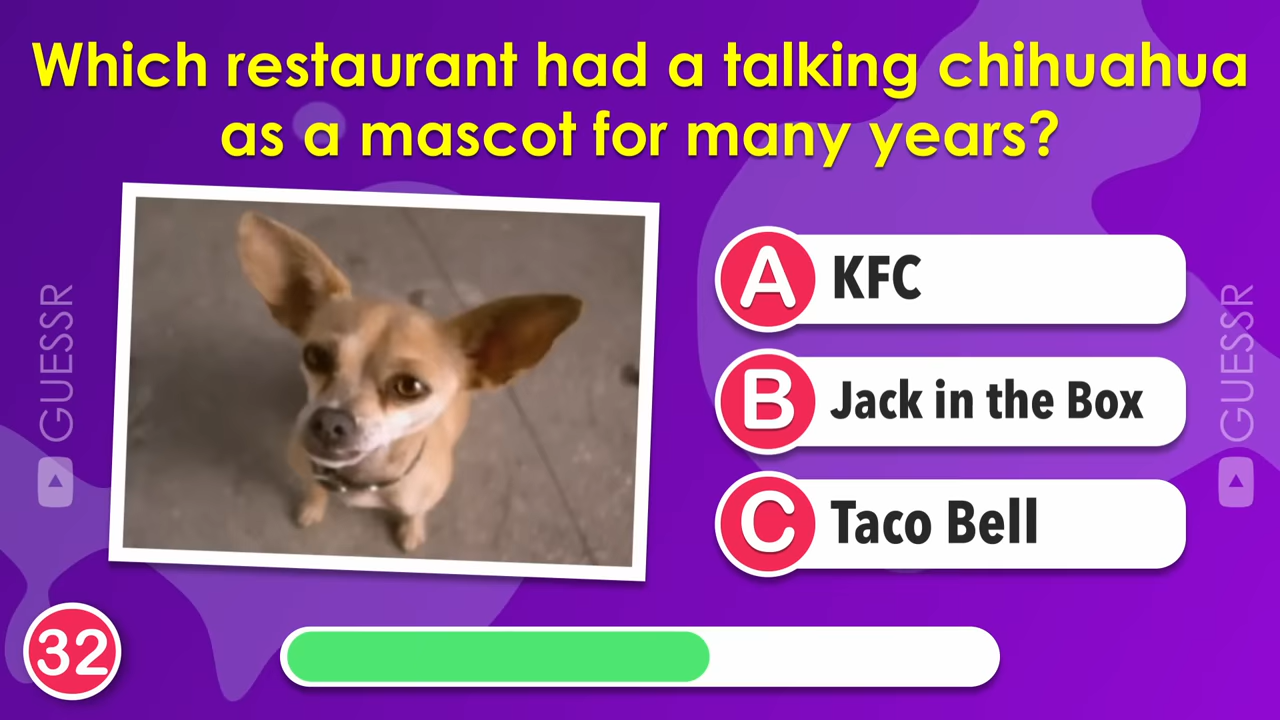 Which restaurant had a talking chihuahua
as a mascot for many years?
GUESSR
A KFC
B Jack in the Box
C Taco Bell
GUESSR
32